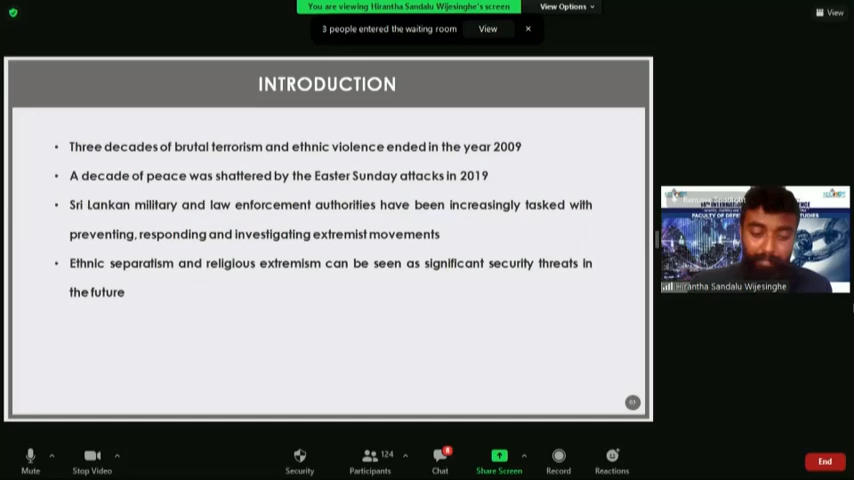 You are viewing Hirantha Sandalu Wijesinghe's screen
View Options
View
3 people entered the waiting room
View
INTRODUCTION
• Three decades of brutal terrorism and ethnic violence ended in the year 2009
• A decade of peace was shattered by the Easter Sunday attacks in 2019
• Sri Lankan military and law enforcement authorities have been increasingly tasked with
preventing, responding and investigating extremist movements
• Ethnic separatism and religious extremism can be seen as significant security threats in
the future
FACULTY OF
Hirantha Sandalu Wijesinghe
Mute
Stop Video
Security
124
Participants
Chat
Share Screen
Record
Reactions
End